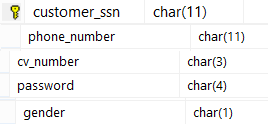 customer_ssn char(11)
phone_number char(11)
cv_number char(3)
password char(4)
gender char(1)